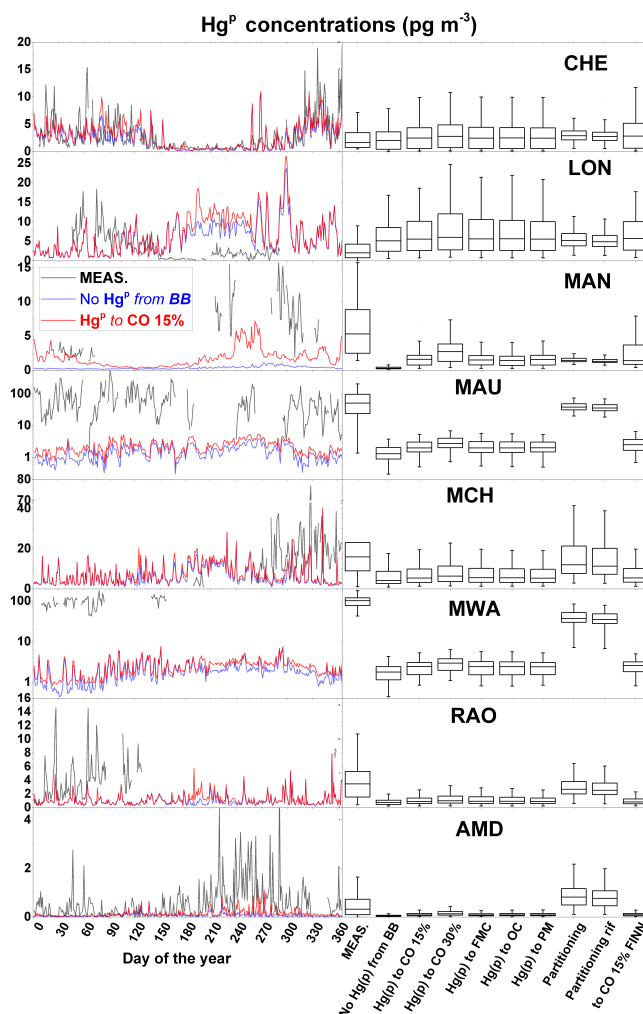 Hgᵖ concentrations (pg m⁻³)
20
15
10
5
0
CHE
25
20
15
10
5
0
LON
15
10
5
0
MEAS.
No Hgᵖ from BB
Hgᵖ to CO 15%
MAN
100
10
1
MAU
80
70
40
20
0
MCH
100
10
1
MWA
16
14
12
10
8
6
4
2
0
RAO
4
2
0
AMD
30
60
90
120
150
180
210
240
270
300
330
360
Day of the year
MEAS.
No Hg(p) from BB
Hg(p) to CO 15%
Hg(p) to CO 30%
Hg(p) to FMC
Hg(p) to OC
Hg(p) to PM
Partitioning
Partitioning rif
to CO 15% FINN